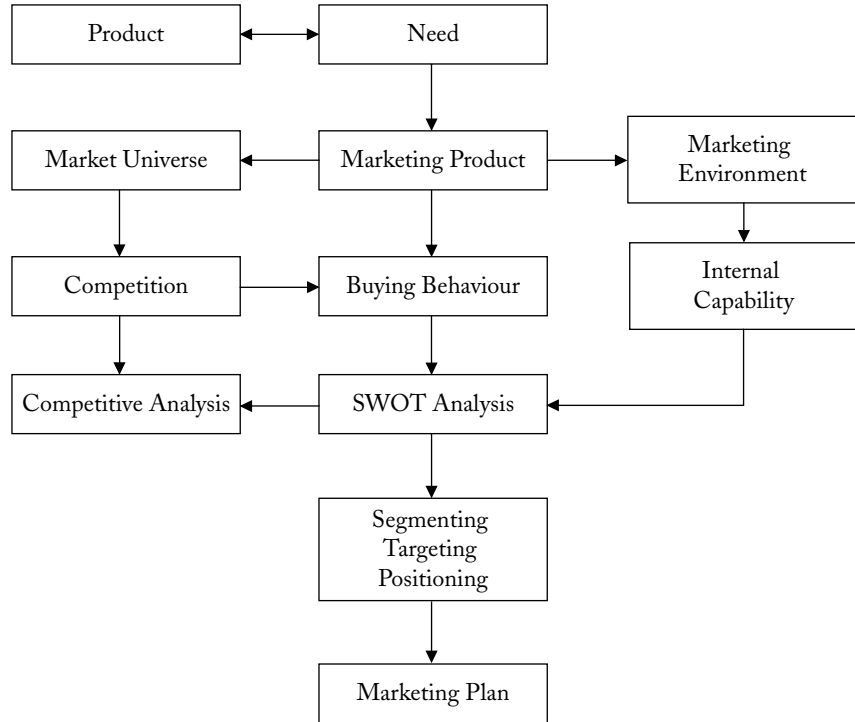 Product
Need
Market Universe
Marketing Product
Marketing
Environment
Competition
Buying Behaviour
Internal
Capability
Competitive Analysis
SWOT Analysis
Segmenting
Targeting
Positioning
Marketing Plan